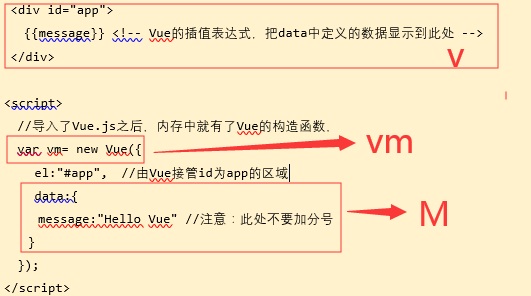 <div id="app">
{{message}} <!-- Vue的插值表达式，把data中定义的数据显示到此处 -->
</div>
v
<script>
//导入了Vue.js之后，内存中就有了Vue的构造函数，
var vm= new Vue({
vm
el:"#app", //由Vue接管id为app的区域
data:{
message:"Hello Vue" //注意：此处不要加分号
M
}
});
</script>